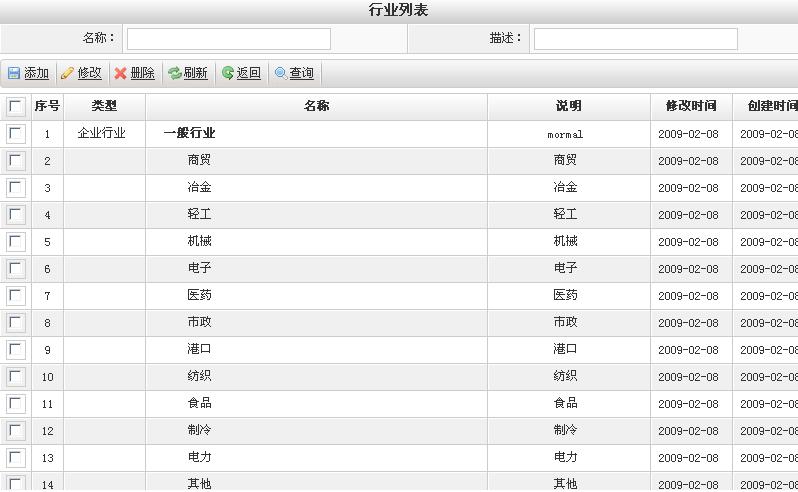 行业列表
名称： 描述：
添加 修改 删除 刷新 返回 查询
序号 类型 名称 说明 修改时间 创建时间
1 企业行业 一般行业 mormal 2009-02-08 2009-02-08
2 商贸 商贸 2009-02-08 2009-02-08
3 冶金 冶金 2009-02-08 2009-02-08
4 轻工 轻工 2009-02-08 2009-02-08
5 机械 机械 2009-02-08 2009-02-08
6 电子 电子 2009-02-08 2009-02-08
7 医药 医药 2009-02-08 2009-02-08
8 市政 市政 2009-02-08 2009-02-08
9 港口 港口 2009-02-08 2009-02-08
10 纺织 纺织 2009-02-08 2009-02-08
11 食品 食品 2009-02-08 2009-02-08
12 制冷 制冷 2009-02-08 2009-02-08
13 电力 电力 2009-02-08 2009-02-08
14 其他 其他 2009-02-08 2009-02-08